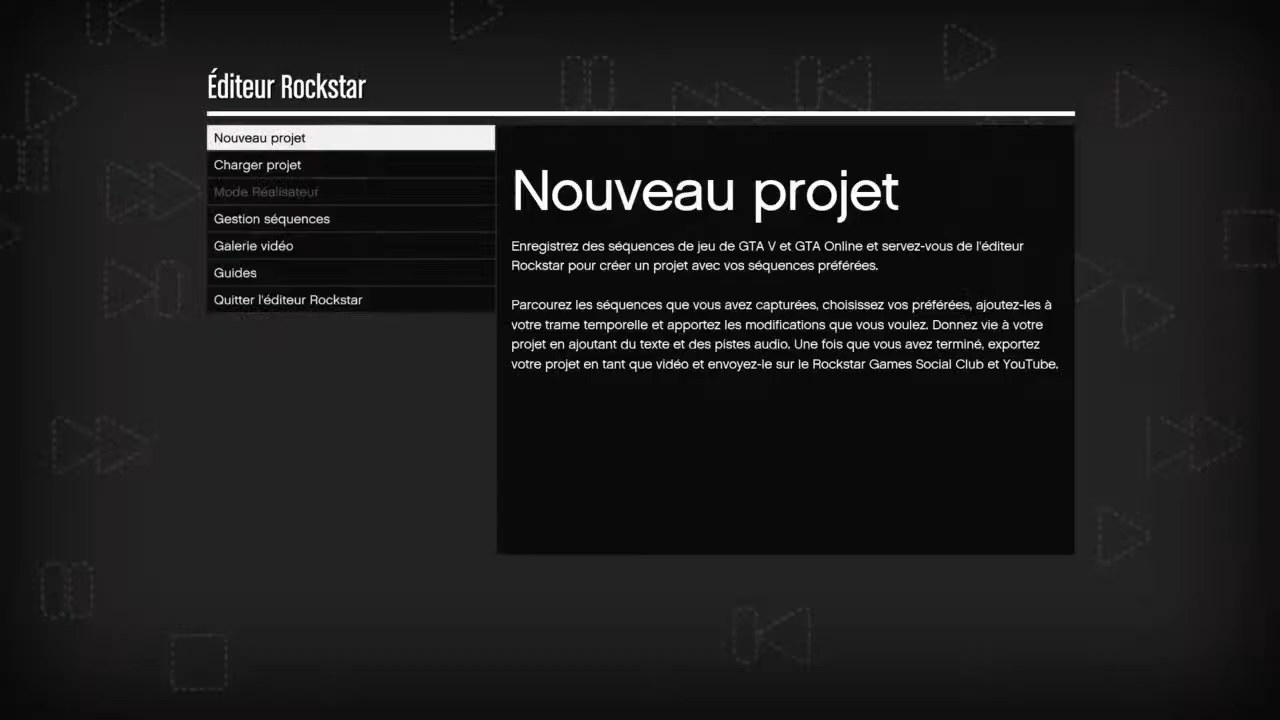 Éditeur Rockstar
Nouveau projet
Charger projet
Mode Réalisateur
Gestion séquences
Galerie vidéo
Guides
Quitter l'éditeur Rockstar
Nouveau projet
Enregistrez des séquences de jeu de GTA V et GTA Online et servez-vous de l'éditeur
Rockstar pour créer un projet avec vos séquences préférées.
Parcourez les séquences que vous avez capturées, choisissez vos préférées, ajoutez-les à
votre trame temporelle et apportez les modifications que vous voulez. Donnez vie à votre
projet en ajoutant du texte et des pistes audio. Une fois que vous avez terminé, exportez
votre projet en tant que vidéo et envoyez-le sur le Rockstar Games Social Club et YouTube.